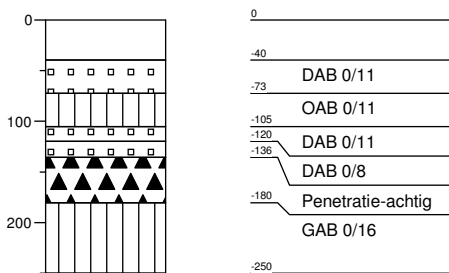 0
100
200
0
-40
DAB 0/11
-73
OAB 0/11
-105
DAB 0/11
-120
DAB 0/8
-136
Penetratie-achtig
-180
GAB 0/16
-250